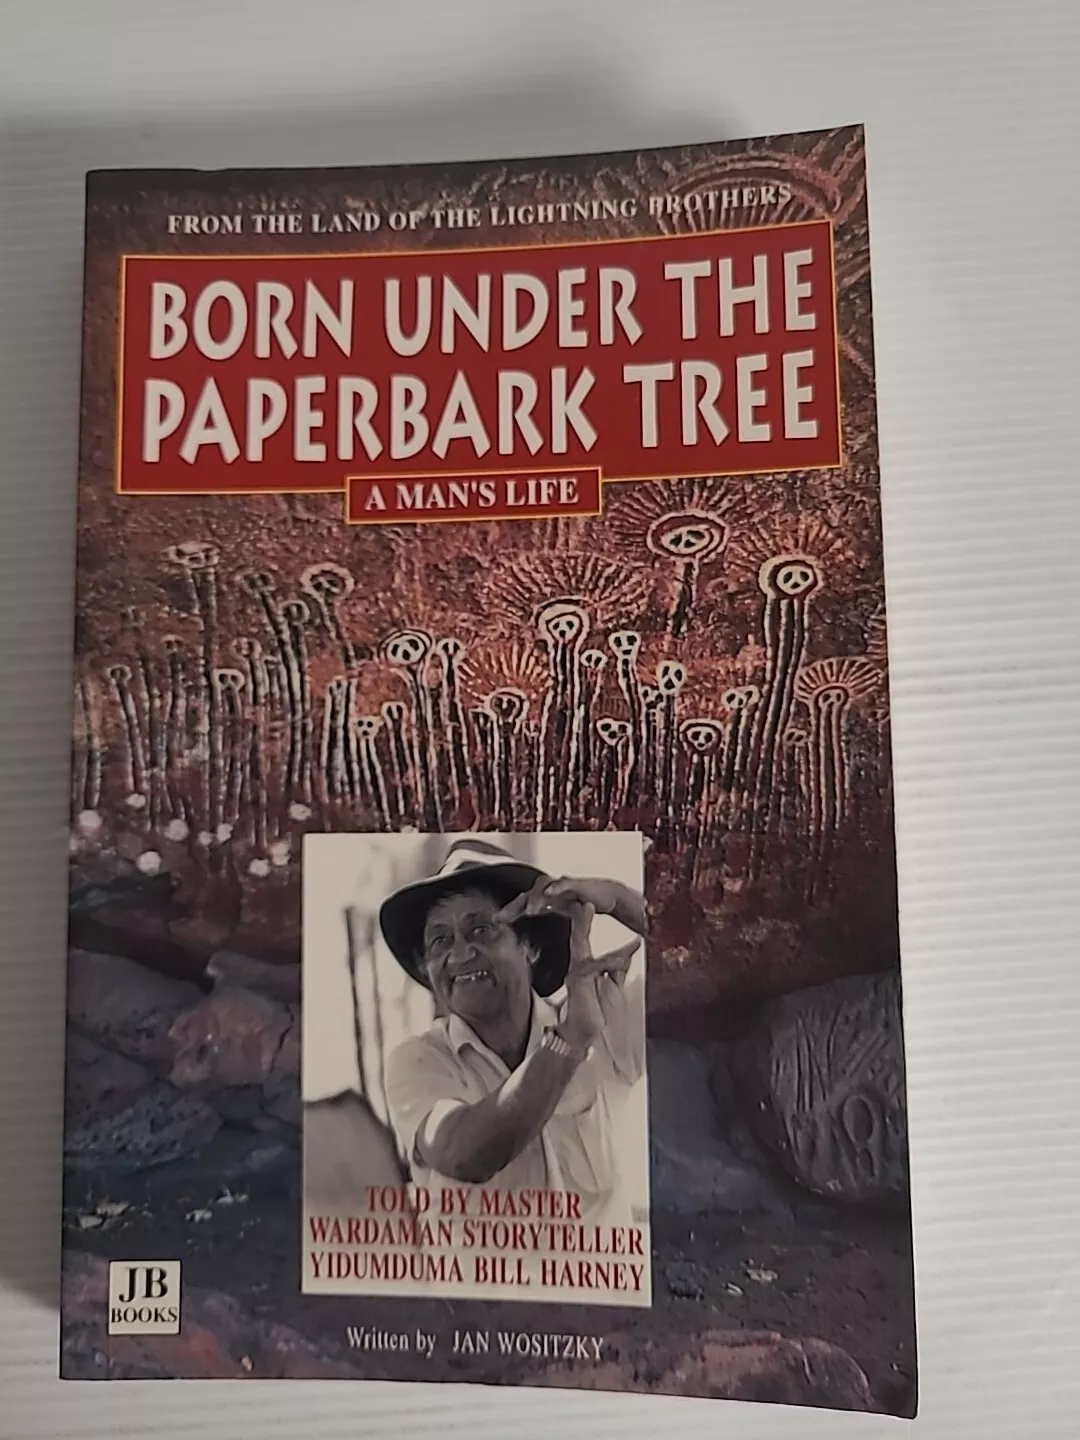 FROM THE LAND OF THE LIGHTNING BROTHERS
BORN UNDER THE
PAPERBARK TREE
A MAN'S LIFE
TOLD BY MASTER
WARDAMAN STORYTELLER
YIDUMDUMA BILL HARNEY
JB
BOOKS
Written by JAN WOSITZKY